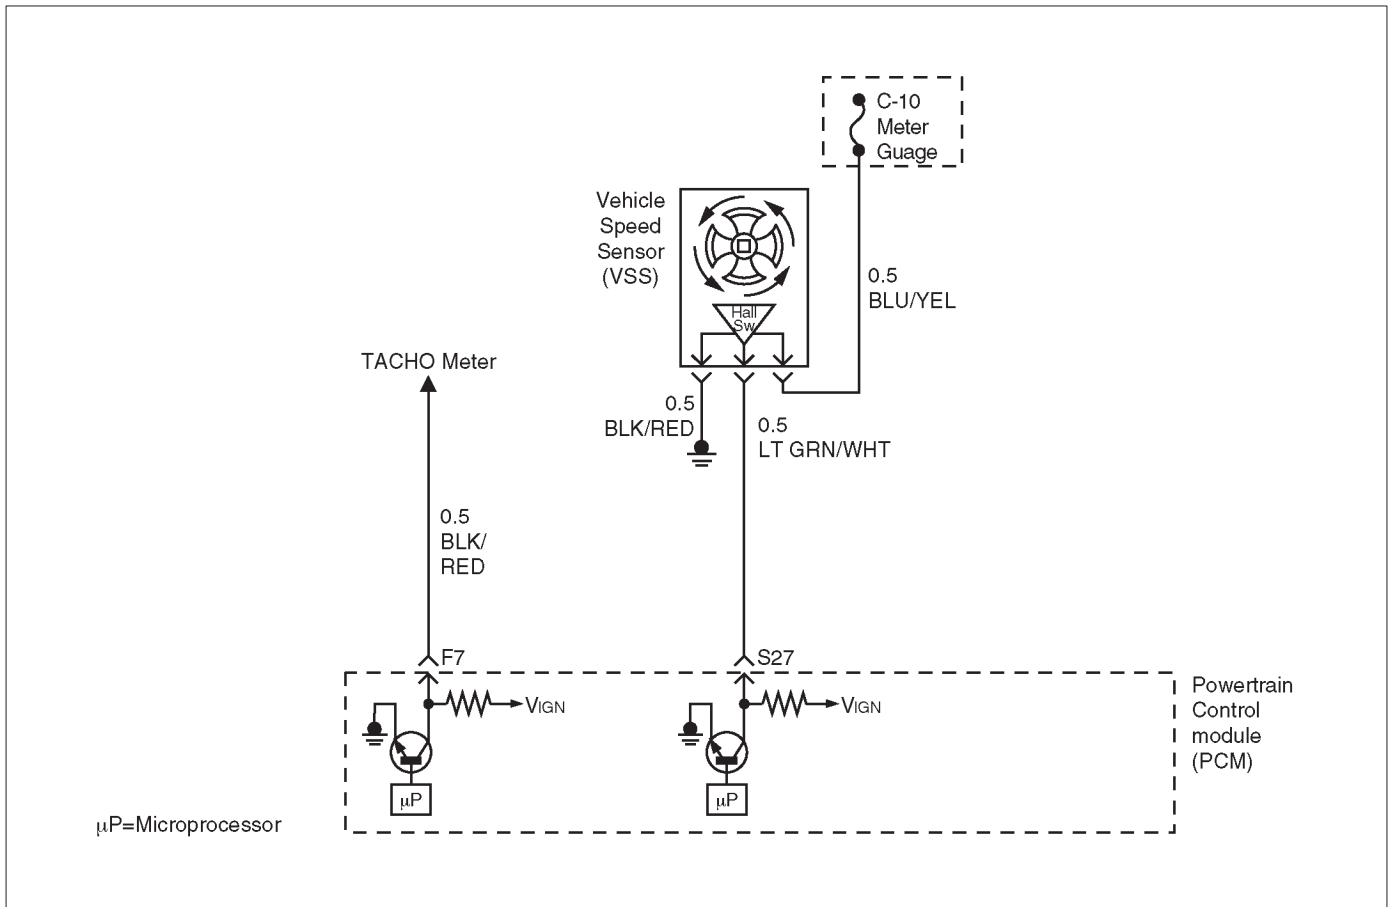 C-10
Meter
Guage
Vehicle
Speed
Sensor
(VSS)
Hall
Sw
0.5
BLU/YEL
TACHO Meter
0.5
BLK/RED
0.5
LT GRN/WHT
0.5
BLK/
RED
F7
S27
VIGN
VIGN
Powertrain
Control
module
(PCM)
μP
μP
μP=Microprocessor